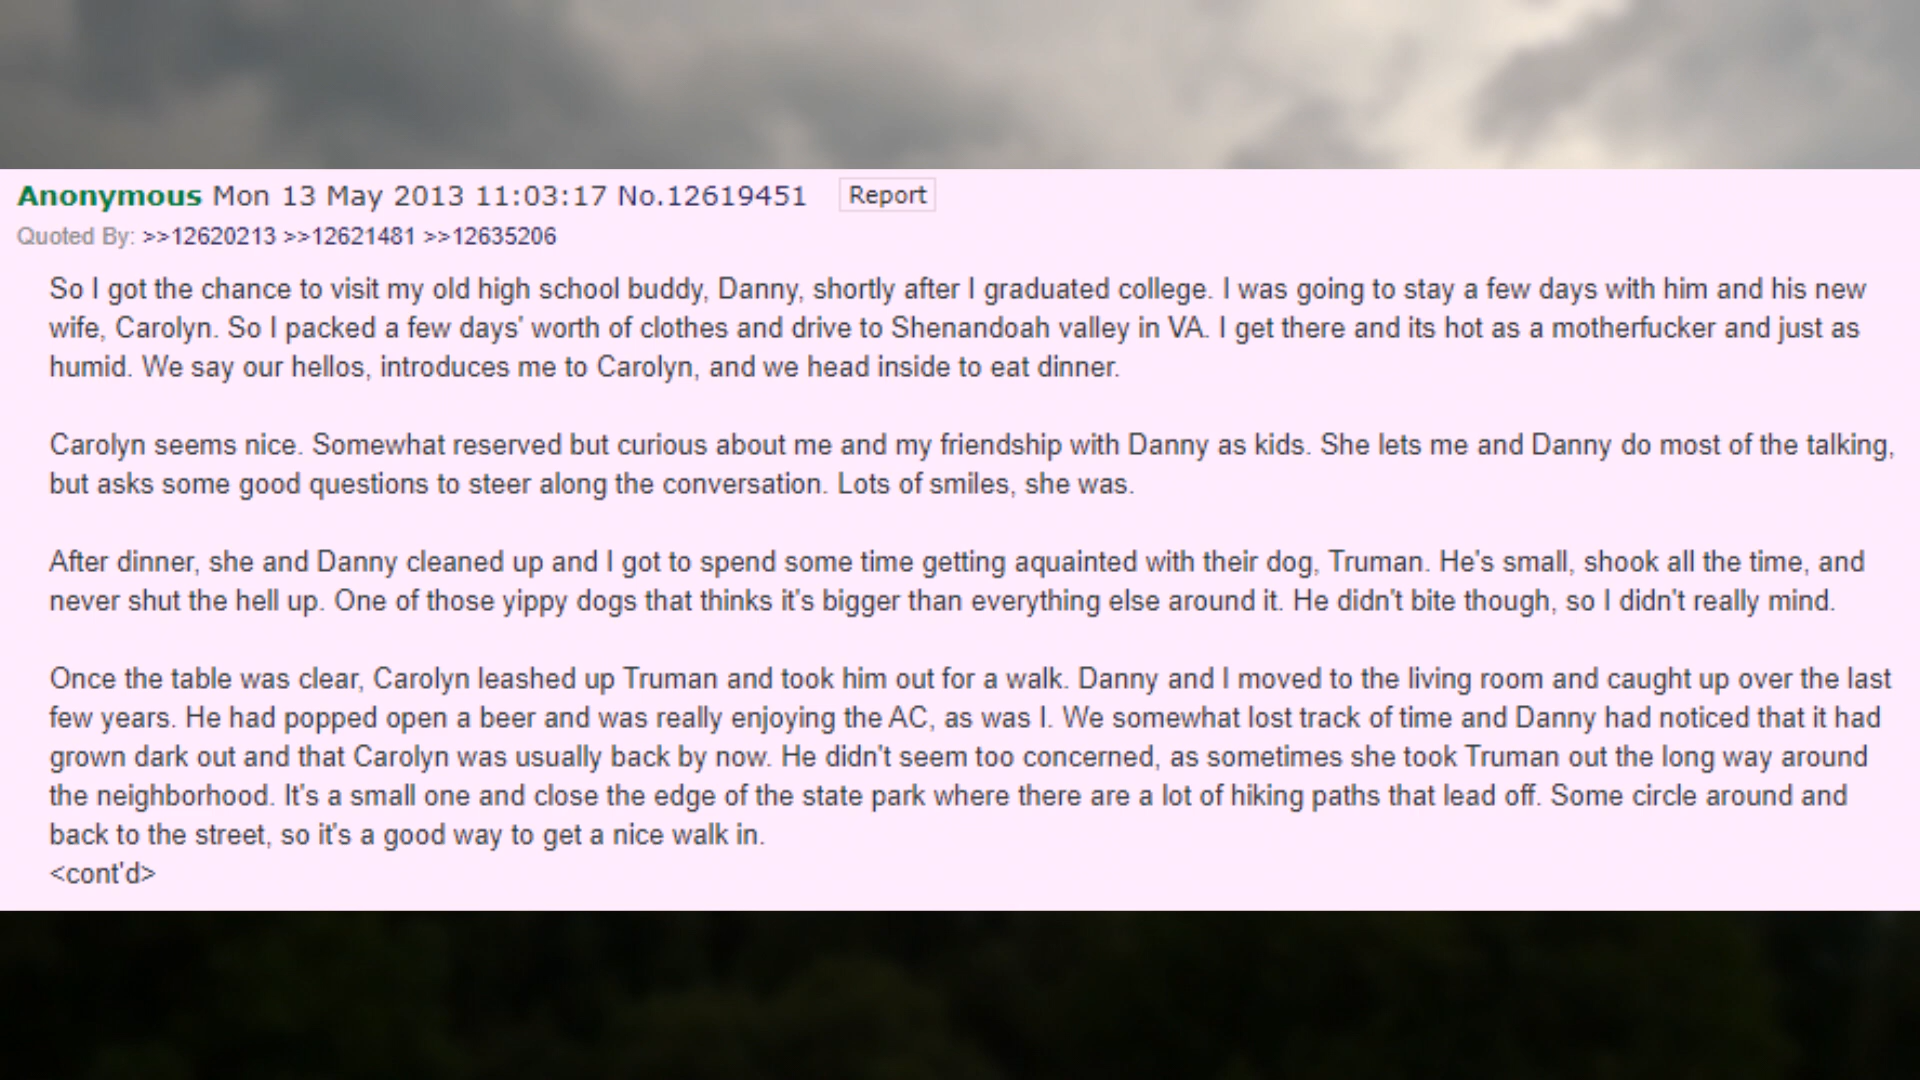 Anonymous Mon 13 May 2013 11:03:17 No.12619451 Report
Quoted By: >>12620213 >>12621481 >>12635206
So I got the chance to visit my old high school buddy, Danny, shortly after I graduated college. I was going to stay a few days with him and his new
wife, Carolyn. So I packed a few days' worth of clothes and drive to Shenandoah valley in VA. I get there and its hot as a motherfucker and just as
humid. We say our hellos, introduces me to Carolyn, and we head inside to eat dinner.
Carolyn seems nice. Somewhat reserved but curious about me and my friendship with Danny as kids. She lets me and Danny do most of the talking,
but asks some good questions to steer along the conversation. Lots of smiles, she was.
After dinner, she and Danny cleaned up and I got to spend some time getting aquainted with their dog, Truman. He's small, shook all the time, and
never shut the hell up. One of those yippy dogs that thinks it's bigger than everything else around it. He didn't bite though, so I didn't really mind.
Once the table was clear, Carolyn leashed up Truman and took him out for a walk. Danny and I moved to the living room and caught up over the last
few years. He had popped open a beer and was really enjoying the AC, as was I. We somewhat lost track of time and Danny had noticed that it had
grown dark out and that Carolyn was usually back by now. He didn't seem too concerned, as sometimes she took Truman out the long way around
the neighborhood. It's a small one and close the edge of the state park where there are a lot of hiking paths that lead off. Some circle around and
back to the street, so it's a good way to get a nice walk in.
<cont'd>